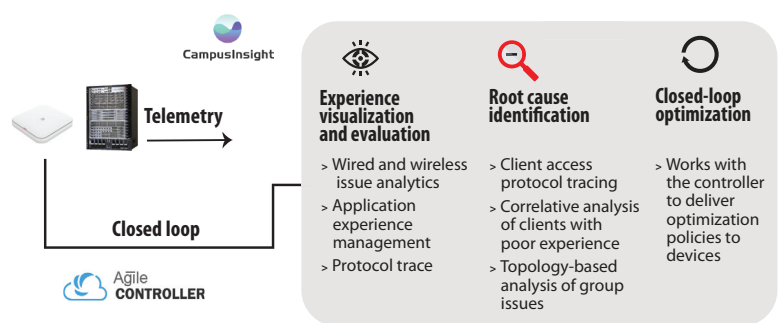 CampusInsight
Telemetry
Closed loop
Agile
CONTROLLER
Experience
visualization
and evaluation
> Wired and wireless
issue analytics
> Application
experience
management
> Protocol trace
Root cause
identification
> Client access
protocol tracing
> Correlative analysis
of clients with
poor experience
> Topology-based
analysis of group
issues
Closed-loop
optimization
> Works with
the controller
to deliver
optimization
policies to
devices